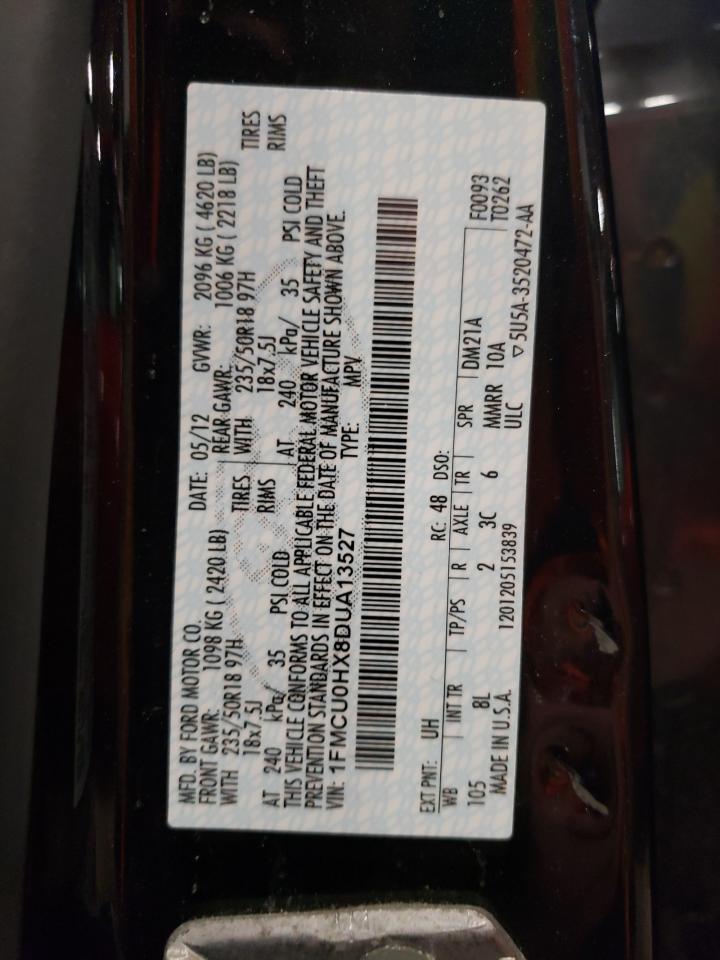 MFD. BY FORD MOTOR CO. DATE: 05/12 GVWR: 2096 KG ( 4620 LB)
FRONT GAWR: 1098 KG ( 2420 LB) REAR GAWR: 1006 KG ( 2218 LB)
WITH 235/50R18 97H TIRES WITH 235/50R18 97H TIRES
18x7.5J RIMS 18x7.5J RIMS
AT 240 kPa/ 35 PSI COLD AT 240 kPa/ 35 PSI COLD
THIS VEHICLE CONFORMS TO ALL APPLICABLE FEDERAL MOTOR VEHICLE SAFETY AND THEFT
PREVENTION STANDARDS IN EFFECT ON THE DATE OF MANUFACTURE SHOWN ABOVE.
VIN: 1FMCU0HX8DUA13527 TYPE: MPV
EXT PNT: UH RC: 48 DSO:
WB INT TR TP/PS R AXLE TR SPR DM21A F0093
105 8L 2 3C 6 MMRR 10A T0262
MADE IN U.S.A. 1201205153839 ULC ▽5U5A-3520472-AA